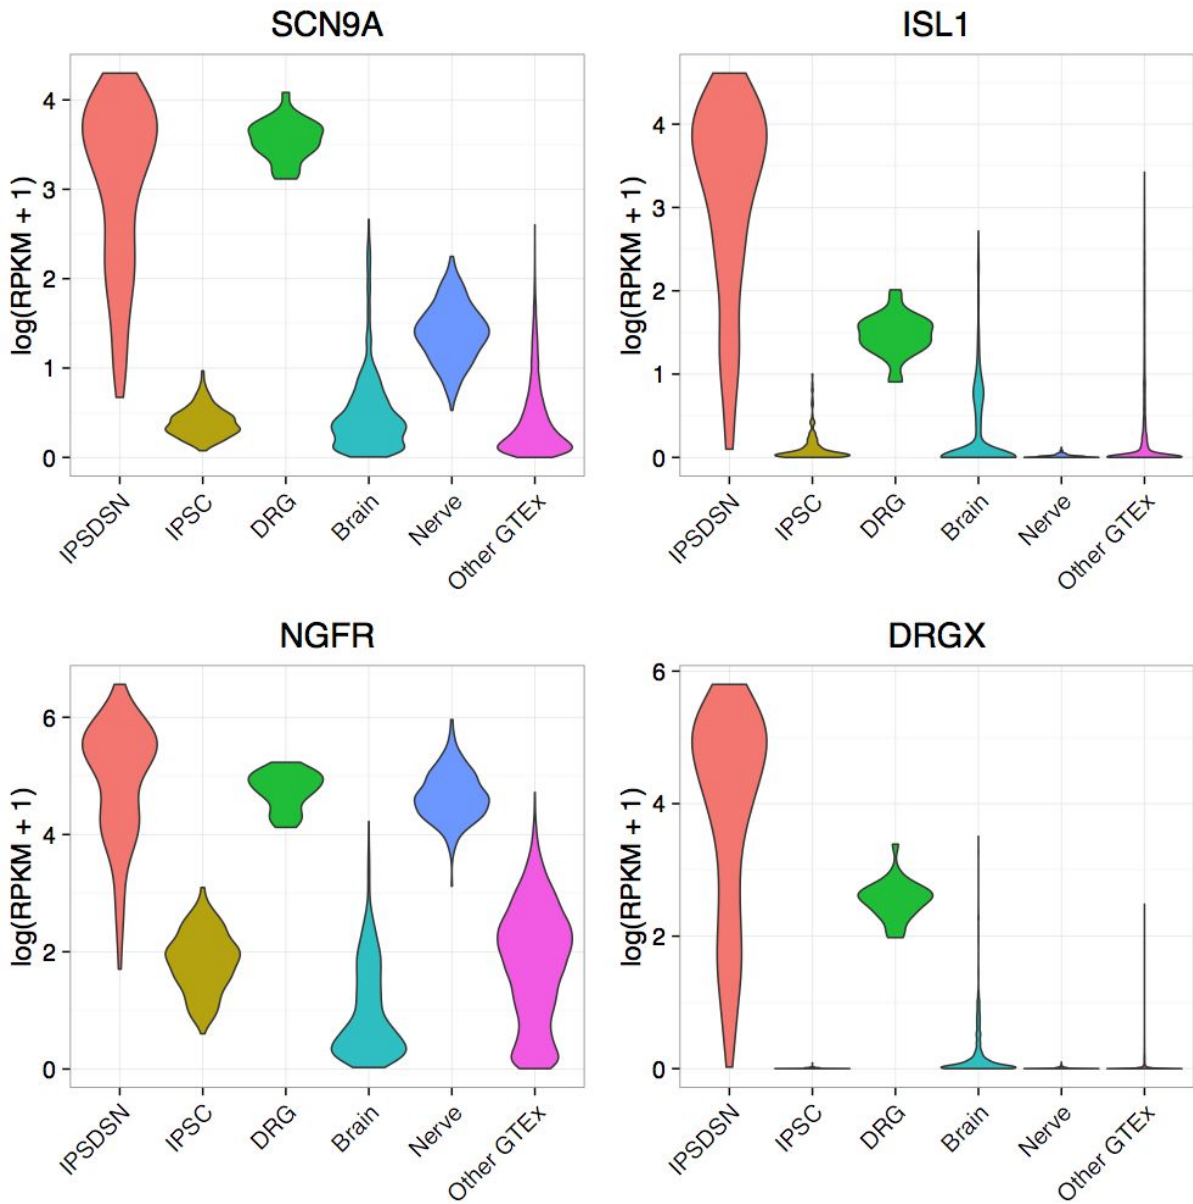 SCN9A
log(RPKM + 1)
4
3
2
1
0
IPSDSN
IPSC
DRG
Brain
Nerve
Other GTEx
ISL1
log(RPKM + 1)
4
3
2
1
0
IPSDSN
IPSC
DRG
Brain
Nerve
Other GTEx
NGFR
log(RPKM + 1)
6
4
2
0
IPSDSN
IPSC
DRG
Brain
Nerve
Other GTEx
DRGX
log(RPKM + 1)
6
4
2
0
IPSDSN
IPSC
DRG
Brain
Nerve
Other GTEx